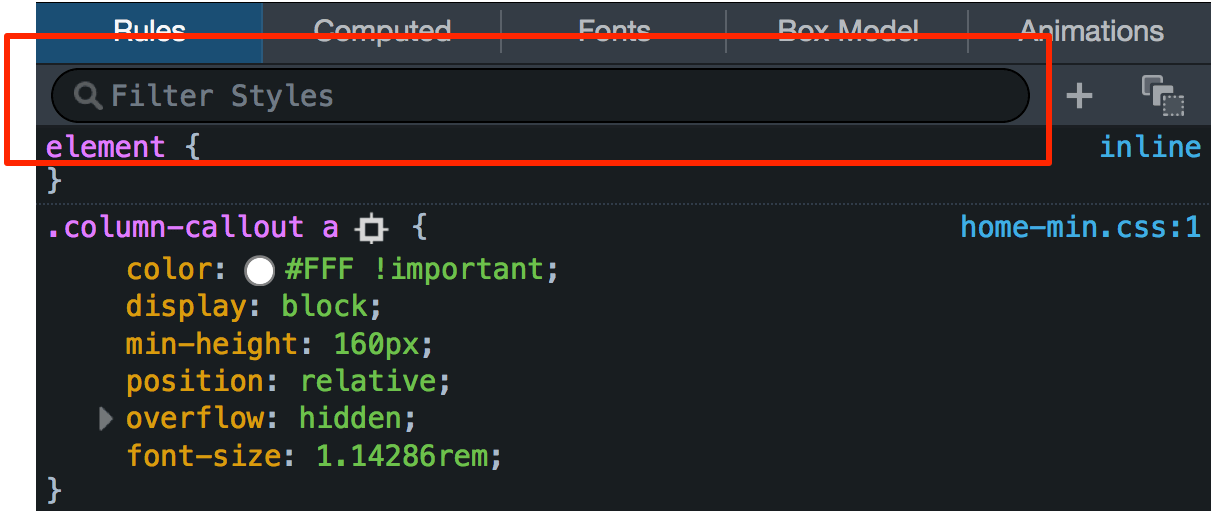 Rules Computed Fonts Box Model Animations
Filter Styles +
element { inline
}
.column-callout a { home-min.css:1
color: #FFF !important;
display: block;
min-height: 160px;
position: relative;
overflow: hidden;
font-size: 1.14286rem;
}